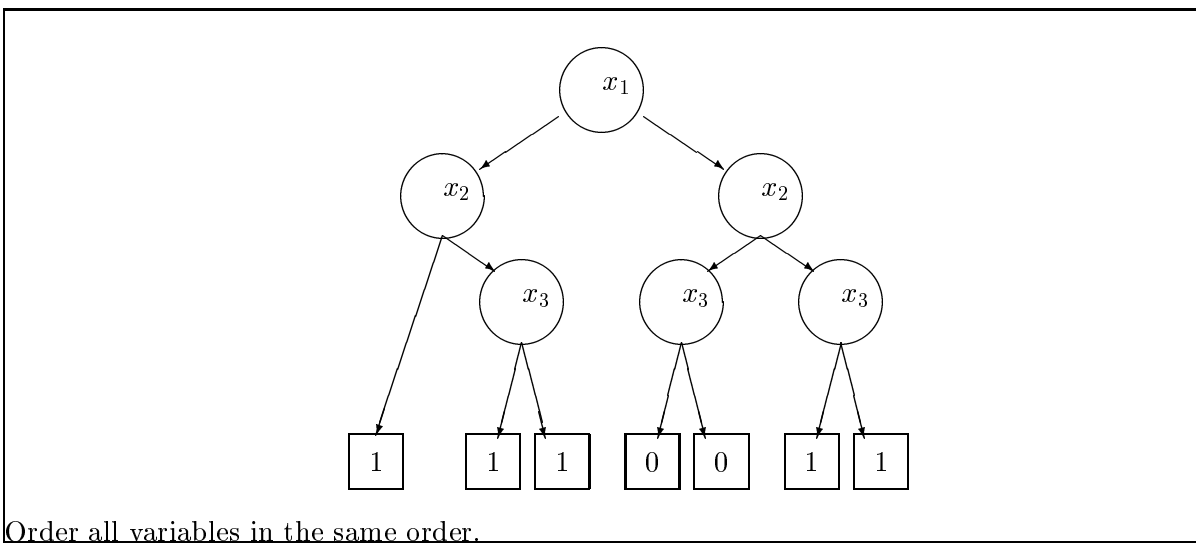 x₁
x₂ x₂
x₃ x₃ x₃
1 1 1 0 0 1 1
Order all variables in the same order.